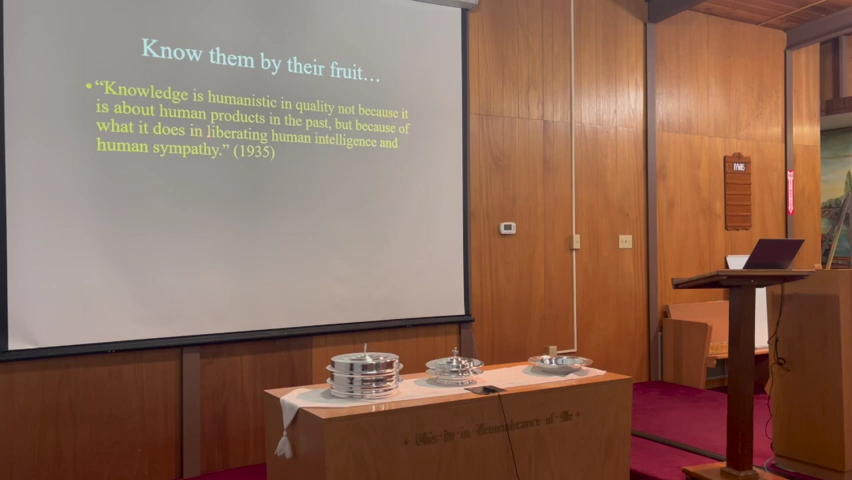 Know them by their fruit…
• “Knowledge is humanistic in quality not because it
is about human products in the past, but because of
what it does in liberating human intelligence and
human sympathy.” (1935)
HYMNS
This do in Remembrance of Me